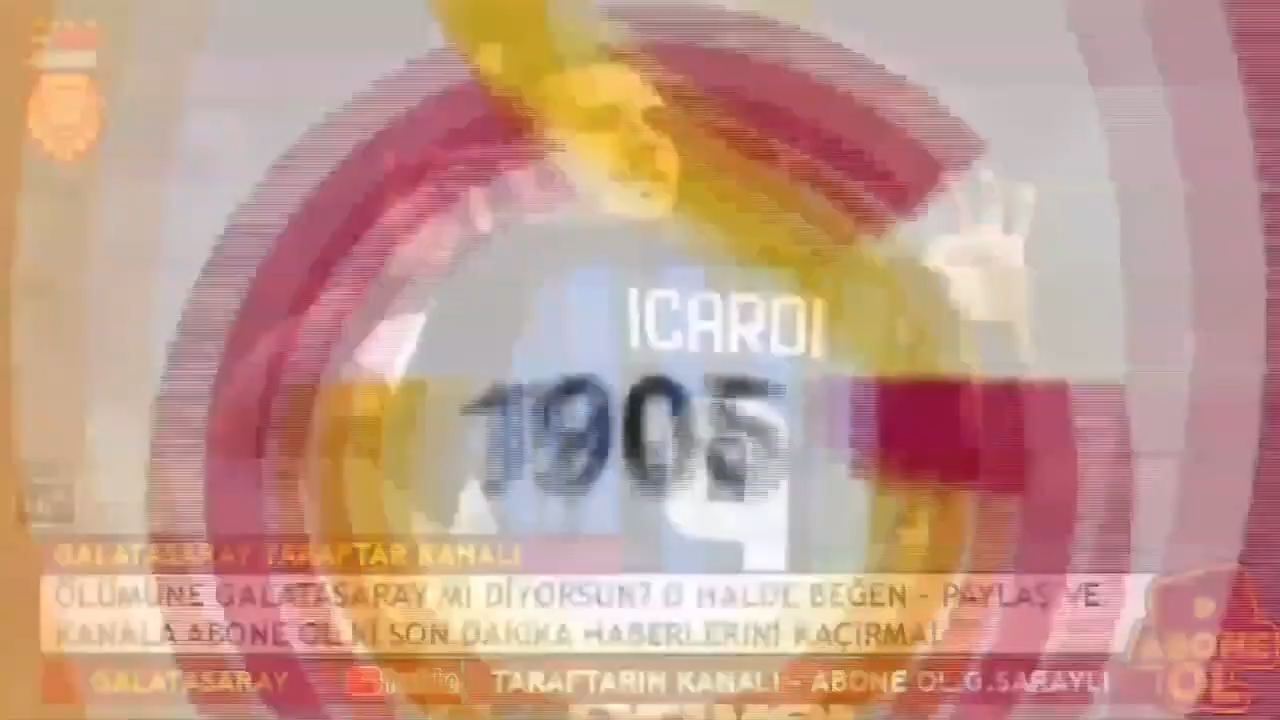 ICARDI
1905
GALATASARAY TARAFTAR KANALI
ÖLÜMÜNE GALATASARAY MI DİYORSUN? O HALDE BEĞEN - PAYLAŞ VE
KANALA ABONE OL Kİ SON DAKİKA HABERLERİNİ KAÇIRMA!
GALATASARAY
TARAFTARIN KANALI - ABONE OL G.SARAYLI
ABONE
OL